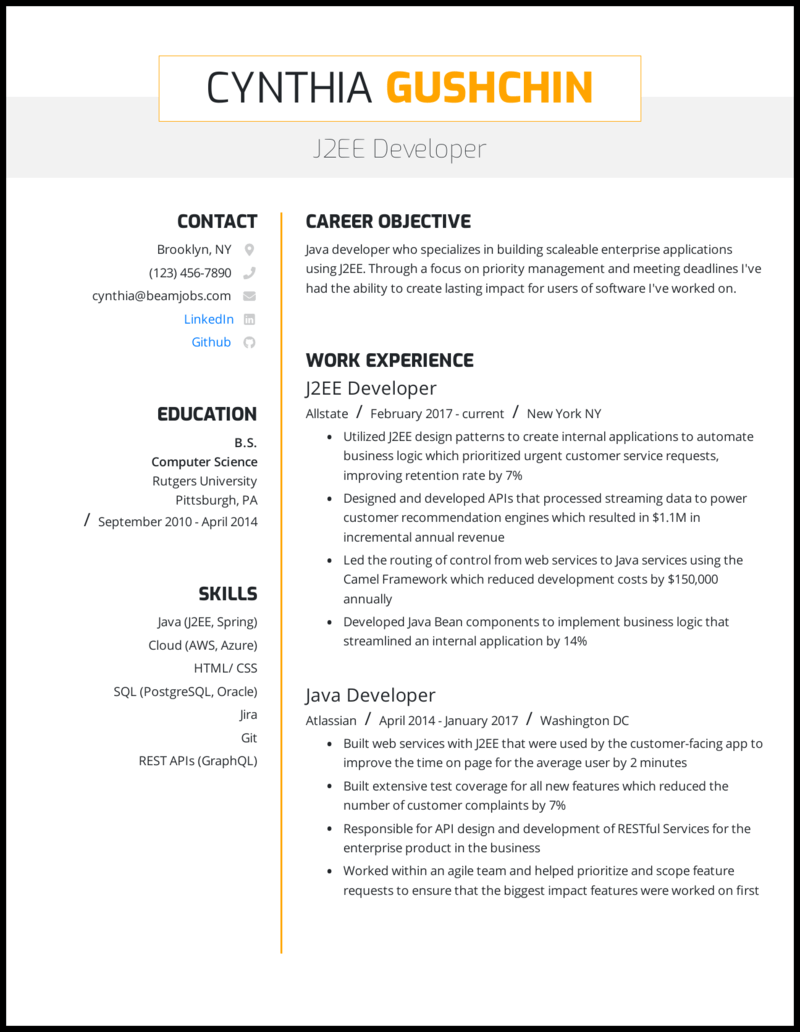 CYNTHIA GUSHCHIN
J2EE Developer
CONTACT
Brooklyn, NY
(123) 456-7890
cynthia@beamjobs.com
LinkedIn
Github
EDUCATION
B.S.
Computer Science
Rutgers University
Pittsburgh, PA
/ September 2010 - April 2014
SKILLS
Java (J2EE, Spring)
Cloud (AWS, Azure)
HTML/ CSS
SQL (PostgreSQL, Oracle)
Jira
Git
REST APIs (GraphQL)
CAREER OBJECTIVE
Java developer who specializes in building scaleable enterprise applications
using J2EE. Through a focus on priority management and meeting deadlines I've
had the ability to create lasting impact for users of software I've worked on.
WORK EXPERIENCE
J2EE Developer
Allstate / February 2017 - current / New York NY
• Utilized J2EE design patterns to create internal applications to automate
business logic which prioritized urgent customer service requests,
improving retention rate by 7%
• Designed and developed APIs that processed streaming data to power
customer recommendation engines which resulted in $1.1M in
incremental annual revenue
• Led the routing of control from web services to Java services using the
Camel Framework which reduced development costs by $150,000
annually
• Developed Java Bean components to implement business logic that
streamlined an internal application by 14%
Java Developer
Atlassian / April 2014 - January 2017 / Washington DC
• Built web services with J2EE that were used by the customer-facing app to
improve the time on page for the average user by 2 minutes
• Built extensive test coverage for all new features which reduced the
number of customer complaints by 7%
• Responsible for API design and development of RESTful Services for the
enterprise product in the business
• Worked within an agile team and helped prioritize and scope feature
requests to ensure that the biggest impact features were worked on first